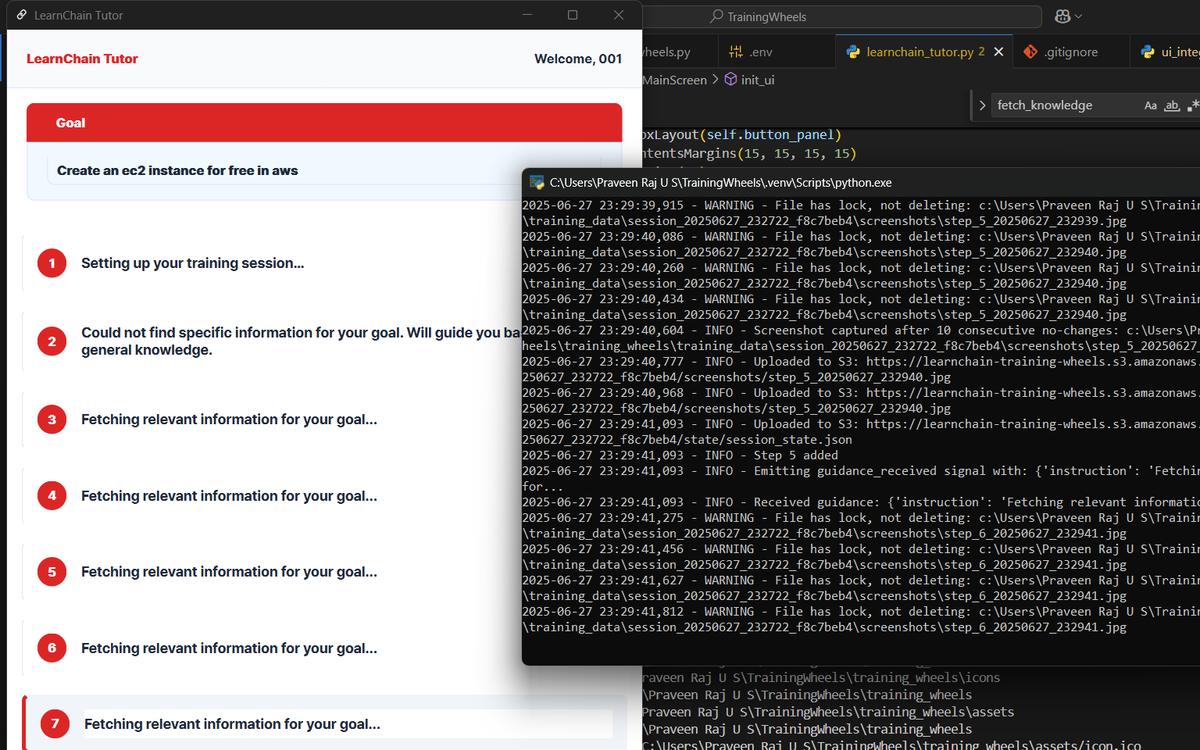 LearnChain Tutor
LearnChain Tutor
Welcome, 001
Goal
Create an ec2 instance for free in aws
1 Setting up your training session...
2 Could not find specific information for your goal. Will guide you ba
general knowledge.
3 Fetching relevant information for your goal...
4 Fetching relevant information for your goal...
5 Fetching relevant information for your goal...
6 Fetching relevant information for your goal...
7 Fetching relevant information for your goal...
TrainingWheels
heels.py
.env
learnchain_tutor.py 2
.gitignore
ui_inte
MainScreen > init_ui
fetch_knowledge
Aa ab
oxLayout(self.button_panel)
ntentsMargins(15, 15, 15, 15)
C:\Users\Praveen Raj U S\TrainingWheels\.venv\Scripts\python.exe
2025-06-27 23:29:39,915 - WARNING - File has lock, not deleting: c:\Users\Praveen Raj U S\Traini
\training_data\session_20250627_232722_f8c7beb4\screenshots\step_5_20250627_232939.jpg
2025-06-27 23:29:40,086 - WARNING - File has lock, not deleting: c:\Users\Praveen Raj U S\Traini
\training_data\session_20250627_232722_f8c7beb4\screenshots\step_5_20250627_232940.jpg
2025-06-27 23:29:40,260 - WARNING - File has lock, not deleting: c:\Users\Praveen Raj U S\Traini
\training_data\session_20250627_232722_f8c7beb4\screenshots\step_5_20250627_232940.jpg
2025-06-27 23:29:40,434 - WARNING - File has lock, not deleting: c:\Users\Praveen Raj U S\Traini
\training_data\session_20250627_232722_f8c7beb4\screenshots\step_5_20250627_232940.jpg
2025-06-27 23:29:40,604 - INFO - Screenshot captured after 10 consecutive no-changes: c:\Users\P
heels\training_wheels\training_data\session_20250627_232722_f8c7beb4\screenshots\step_5_20250627
2025-06-27 23:29:40,777 - INFO - Uploaded to S3: https://learnchain-training-wheels.s3.amazonaws.
250627_232722_f8c7beb4/screenshots/step_5_20250627_232940.jpg
2025-06-27 23:29:40,968 - INFO - Uploaded to S3: https://learnchain-training-wheels.s3.amazonaws.
250627_232722_f8c7beb4/screenshots/step_5_20250627_232940.jpg
2025-06-27 23:29:41,093 - INFO - Uploaded to S3: https://learnchain-training-wheels.s3.amazonaws.
250627_232722_f8c7beb4/state/session_state.json
2025-06-27 23:29:41,093 - INFO - Step 5 added
2025-06-27 23:29:41,093 - INFO - Emitting guidance_received signal with: {'instruction': 'Fetchi
for...
2025-06-27 23:29:41,093 - INFO - Received guidance: {'instruction': 'Fetching relevant informati
2025-06-27 23:29:41,275 - WARNING - File has lock, not deleting: c:\Users\Praveen Raj U S\Traini
\training_data\session_20250627_232722_f8c7beb4\screenshots\step_6_20250627_232941.jpg
2025-06-27 23:29:41,456 - WARNING - File has lock, not deleting: c:\Users\Praveen Raj U S\Traini
\training_data\session_20250627_232722_f8c7beb4\screenshots\step_6_20250627_232941.jpg
2025-06-27 23:29:41,627 - WARNING - File has lock, not deleting: c:\Users\Praveen Raj U S\Traini
\training_data\session_20250627_232722_f8c7beb4\screenshots\step_6_20250627_232941.jpg
2025-06-27 23:29:41,812 - WARNING - File has lock, not deleting: c:\Users\Praveen Raj U S\Traini
\training_data\session_20250627_232722_f8c7beb4\screenshots\step_6_20250627_232941.jpg
raveen Raj U S\TrainingWheels\training_wheels\icons
\Praveen Raj U S\TrainingWheels\training_wheels
Praveen Raj U S\TrainingWheels\training_wheels\assets
\Praveen Raj U S\TrainingWheels\training_wheels
C:\Users\Praveen Raj U S\TrainingWheels\training_wheels\assets/icon.ico